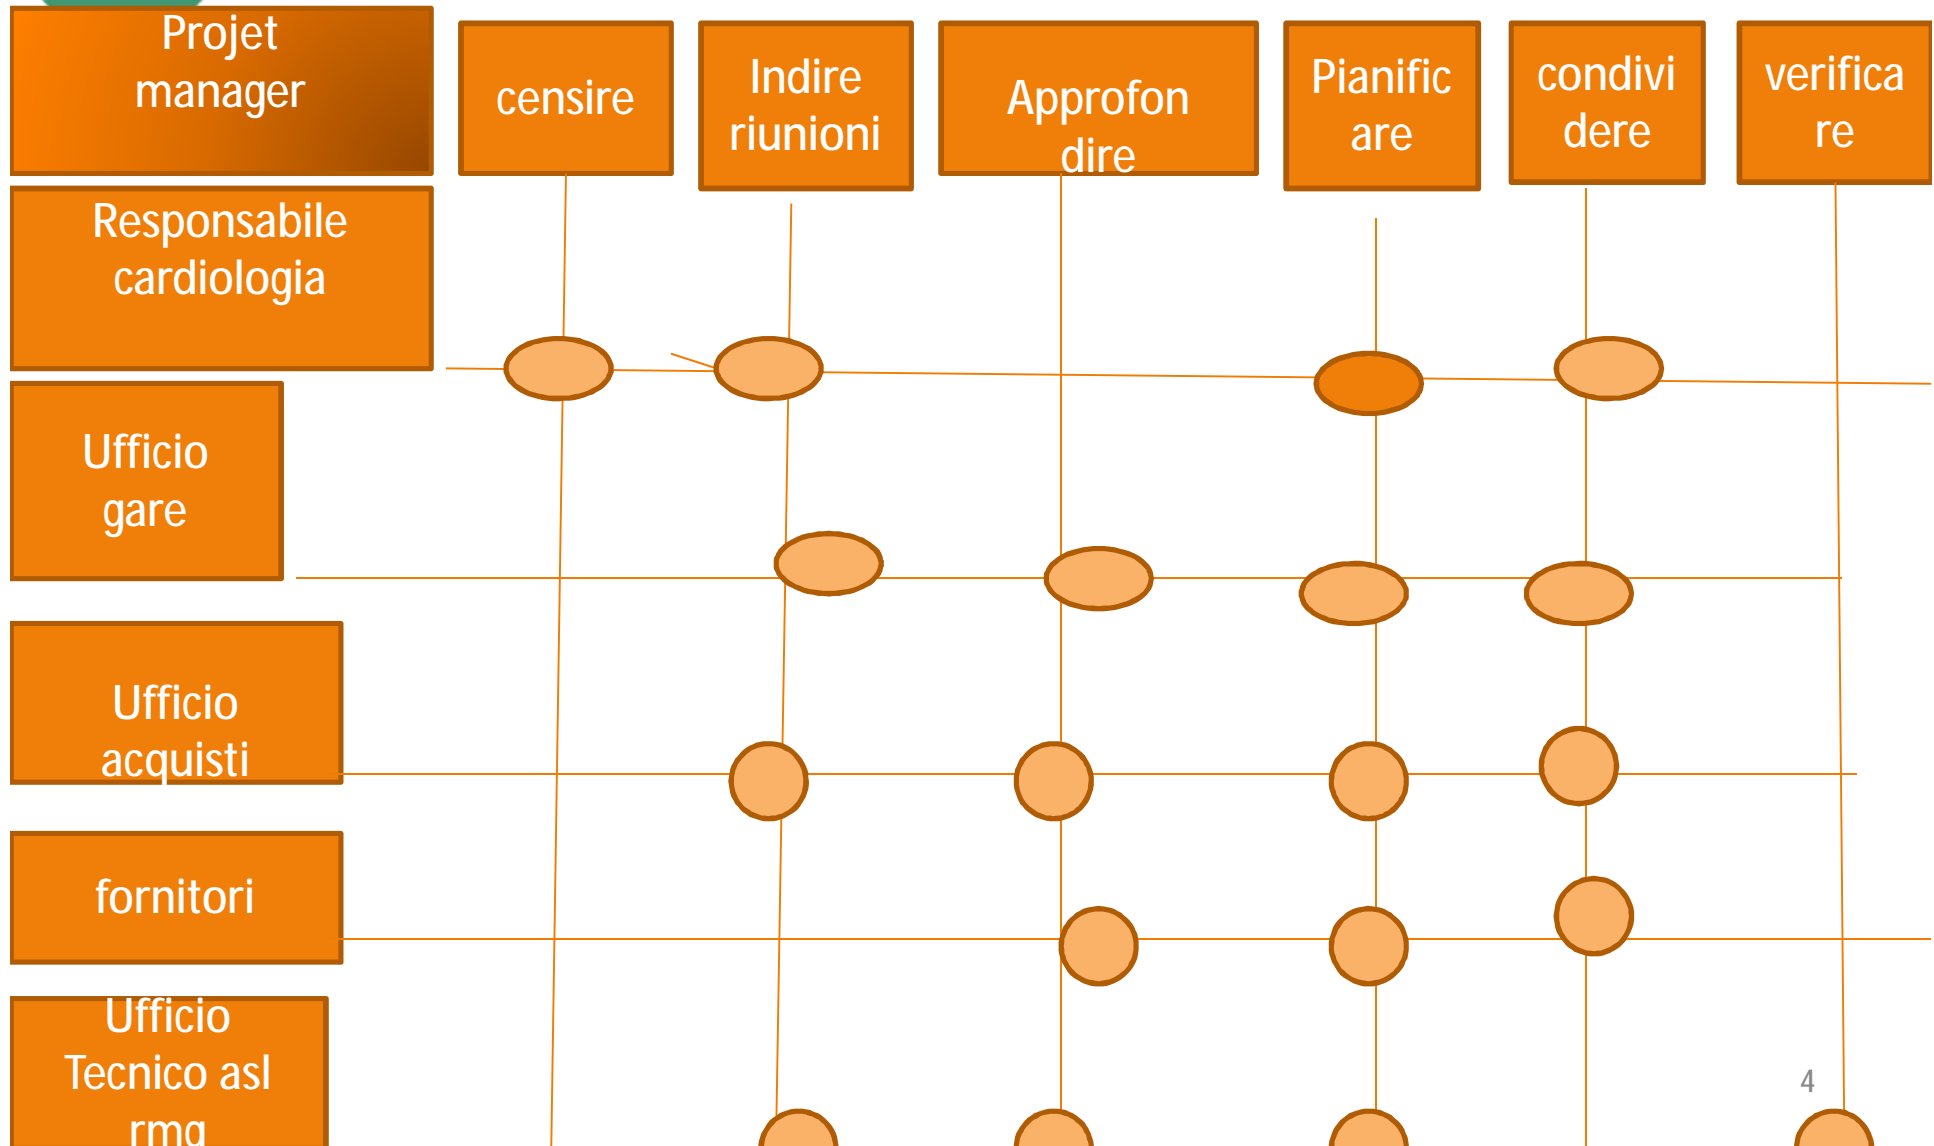 Projet
manager
censire
Indire
riunioni
Approfon
dire
Pianific
are
condivi
dere
verifica
re
Responsabile
cardiologia
Ufficio
gare
Ufficio
acquisti
fornitori
Ufficio
Tecnico asl
rmg
4